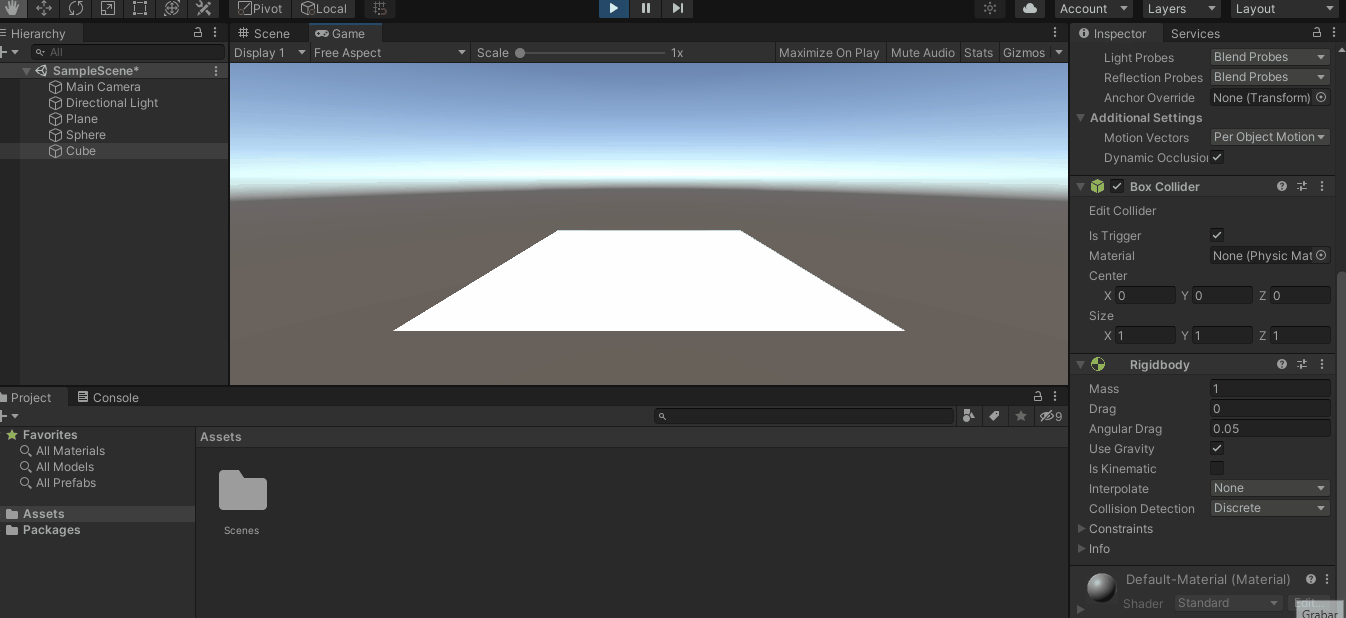 Pivot Local Account Layers Layout
Hierarchy
All
SampleScene*
Main Camera
Directional Light
Plane
Sphere
Cube
Scene Game
Display 1 Free Aspect Scale 1x Maximize On Play Mute Audio Stats Gizmos
Project Console
9
Favorites
All Materials
All Models
All Prefabs
Assets
Packages
Assets
Scenes
Inspector Services
Light Probes Blend Probes
Reflection Probes Blend Probes
Anchor Override None (Transform)
Additional Settings
Motion Vectors Per Object Motion
Dynamic Occlusion
Box Collider
Edit Collider
Is Trigger
Material None (Physic Mat
Center
X 0 Y 0 Z 0
Size
X 1 Y 1 Z 1
Rigidbody
Mass 1
Drag 0
Angular Drag 0.05
Use Gravity
Is Kinematic
Interpolate None
Collision Detection Discrete
Constraints
Info
Default-Material (Material)
Shader Standard Edit...
Grabar